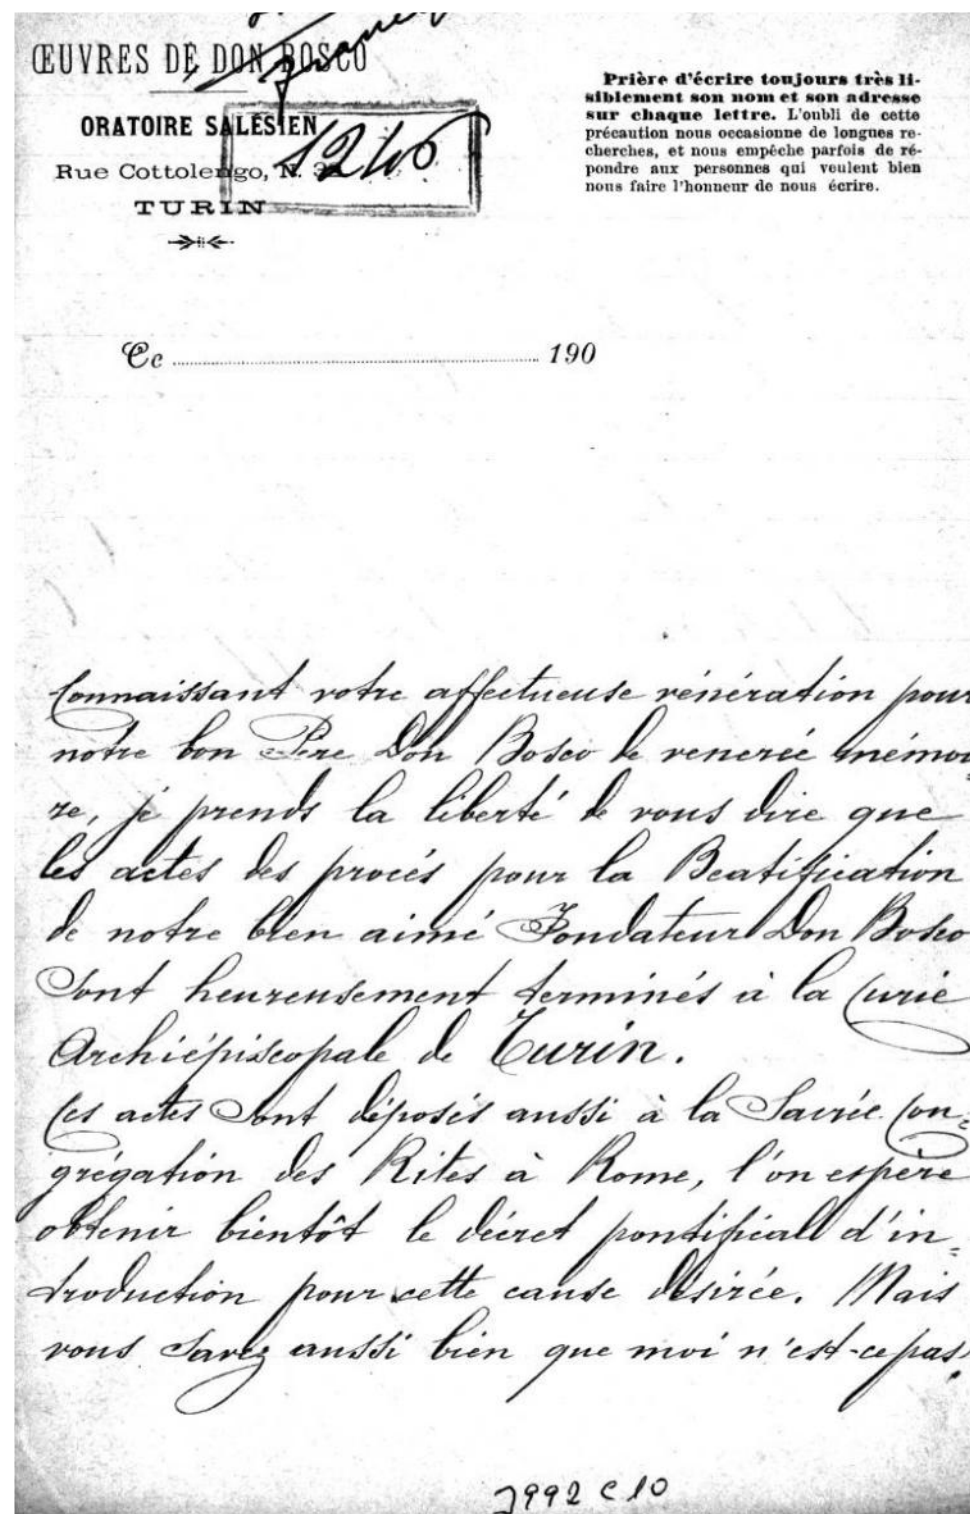 ŒUVRES DE DON BOSCO
ORATOIRE SALÉSIEN
Rue Cottolengo, N. 32
TURIN
Prière d'écrire toujours très li-
siblement son nom et son adresse
sur chaque lettre. L'oubli de cette
précaution nous occasionne de longues re-
cherches, et nous empêche parfois de ré-
pondre aux personnes qui veulent bien
nous faire l'honneur de nous écrire.
Ce 190
Connaissant votre affectueuse vénération pour
notre bon Père Don Bosco de venerée mémoi-
re, je prends la liberté de vous dire que
les actes des procés pour la Beatification
de notre bien aimé Fondateur Don Bosco
Sont heureusement terminés à la Curie
Archiépiscopale de Turin.
Ces actes Sont déposés aussi à la Sacrée Con=
grégation des Rites à Rome, l'on espère
obtenir bientôt le décret pontifical d'in=
troduction pour cette cause désirée. Mais
vous Savez aussi bien que moi n'est-ce pas,